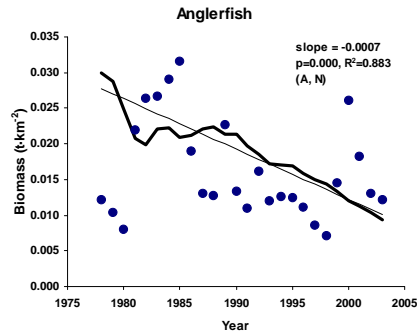 Anglerfish
slope = -0.0007
p=0.000, R²=0.883
(A, N)
Biomass (t·km⁻²)
0.035
0.030
0.025
0.020
0.015
0.010
0.005
0.000
1975 1980 1985 1990 1995 2000 2005
Year